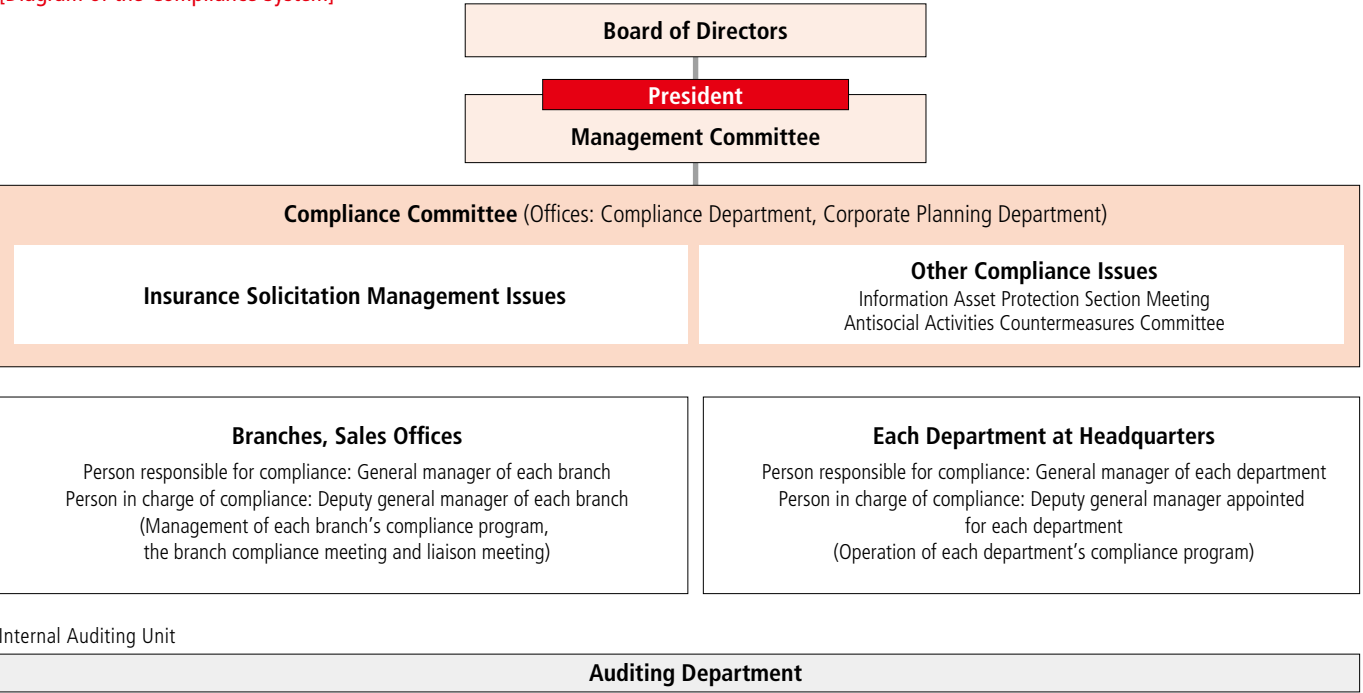 [Diagram of the Compliance System]
Board of Directors
President
Management Committee
Compliance Committee (Offices: Compliance Department, Corporate Planning Department)
Insurance Solicitation Management Issues
Other Compliance Issues
Information Asset Protection Section Meeting
Antisocial Activities Countermeasures Committee
Branches, Sales Offices
Person responsible for compliance: General manager of each branch
Person in charge of compliance: Deputy general manager of each branch
(Management of each branch's compliance program,
the branch compliance meeting and liaison meeting)
Each Department at Headquarters
Person responsible for compliance: General manager of each department
Person in charge of compliance: Deputy general manager appointed
for each department
(Operation of each department's compliance program)
Internal Auditing Unit
Auditing Department